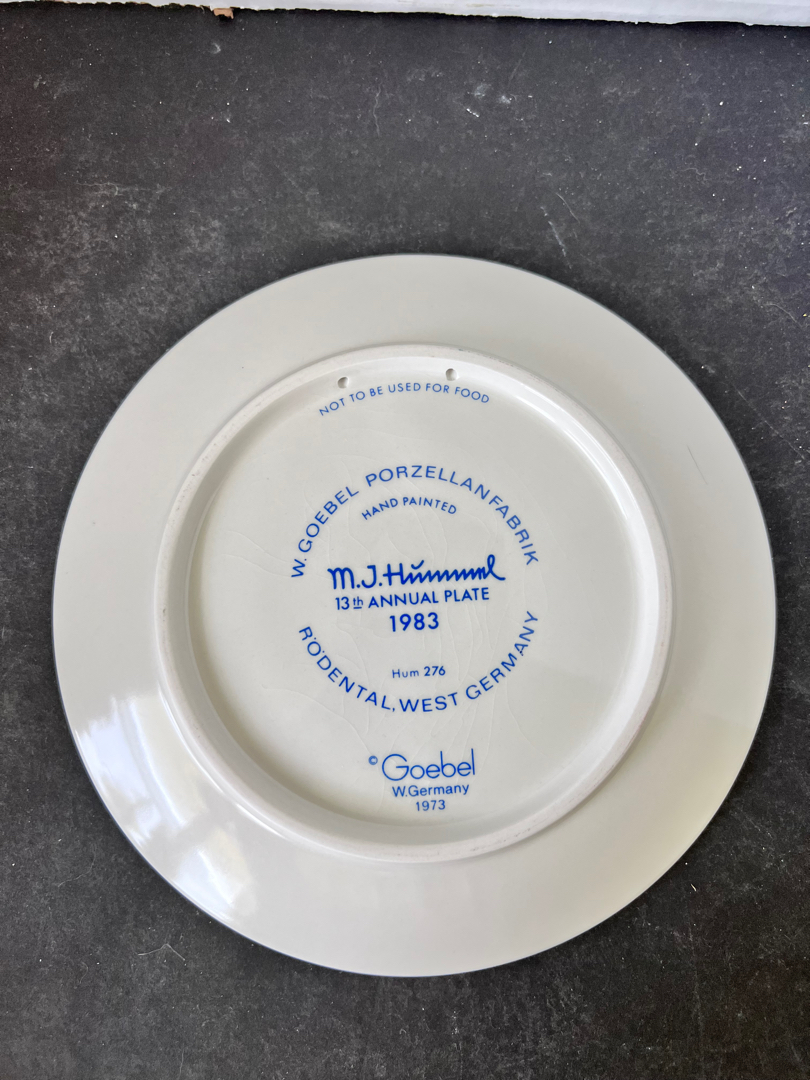 NOT TO BE USED FOR FOOD
W. GOEBEL PORZELLANFABRIK
HAND PAINTED
M.J.Hummel
13th ANNUAL PLATE
1983
Hum 276
RÖDENTAL, WEST GERMANY
© Goebel
W.Germany
1973